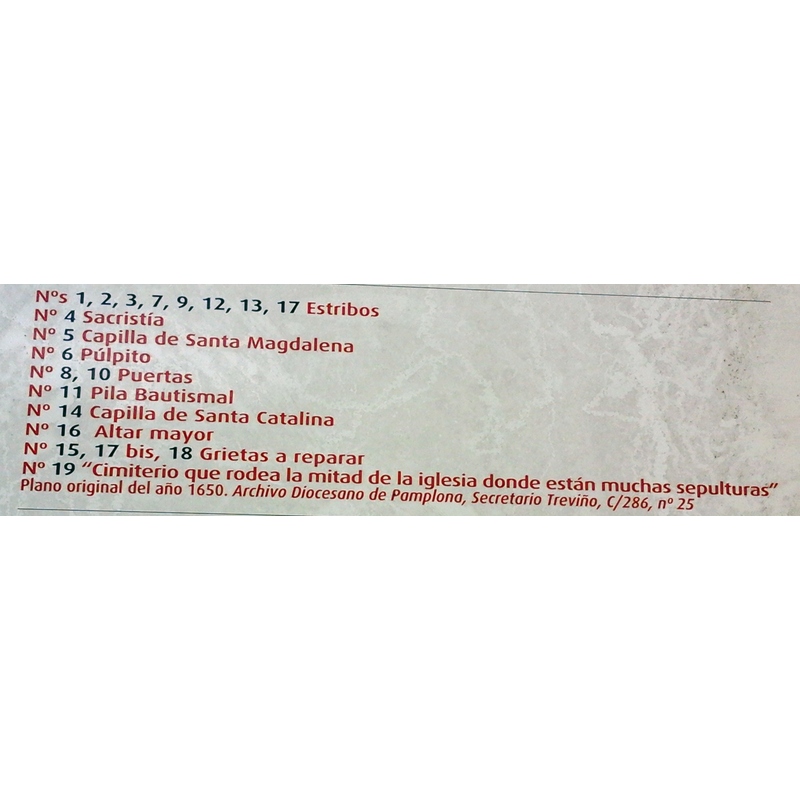 Nºs 1, 2, 3, 7, 9, 12, 13, 17 Estribos
Nº 4 Sacristía
Nº 5 Capilla de Santa Magdalena
Nº 6 Púlpito
Nº 8, 10 Puertas
Nº 11 Pila Bautismal
Nº 14 Capilla de Santa Catalina
Nº 16 Altar mayor
Nº 15, 17 bis, 18 Grietas a reparar
Nº 19 “Cimiterio que rodea la mitad de la iglesia donde están muchas sepulturas”
Plano original del año 1650. Archivo Diocesano de Pamplona, Secretario Treviño, C/286, nº 25